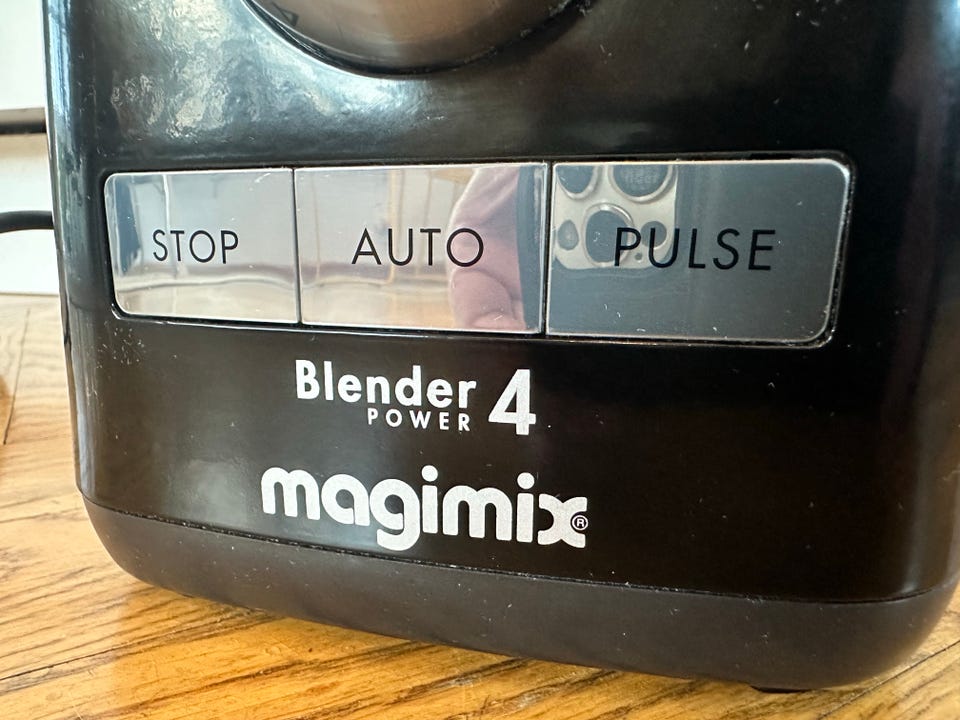 STOP AUTO PULSE
Blender 4
POWER
magimix®